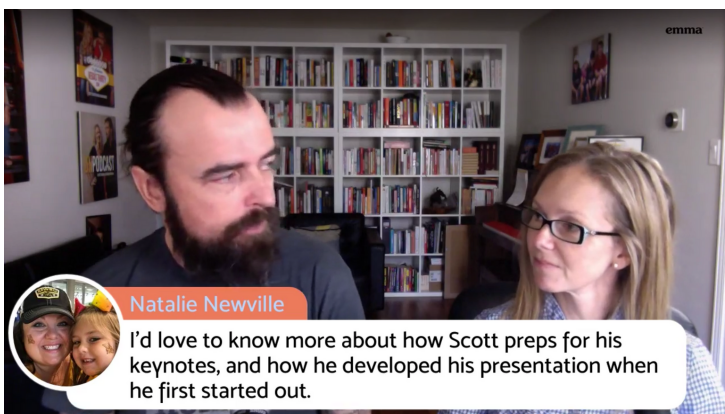 emma
PODCAST
Natalie Newville
I'd love to know more about how Scott preps for his
keynotes, and how he developed his presentation when
he first started out.